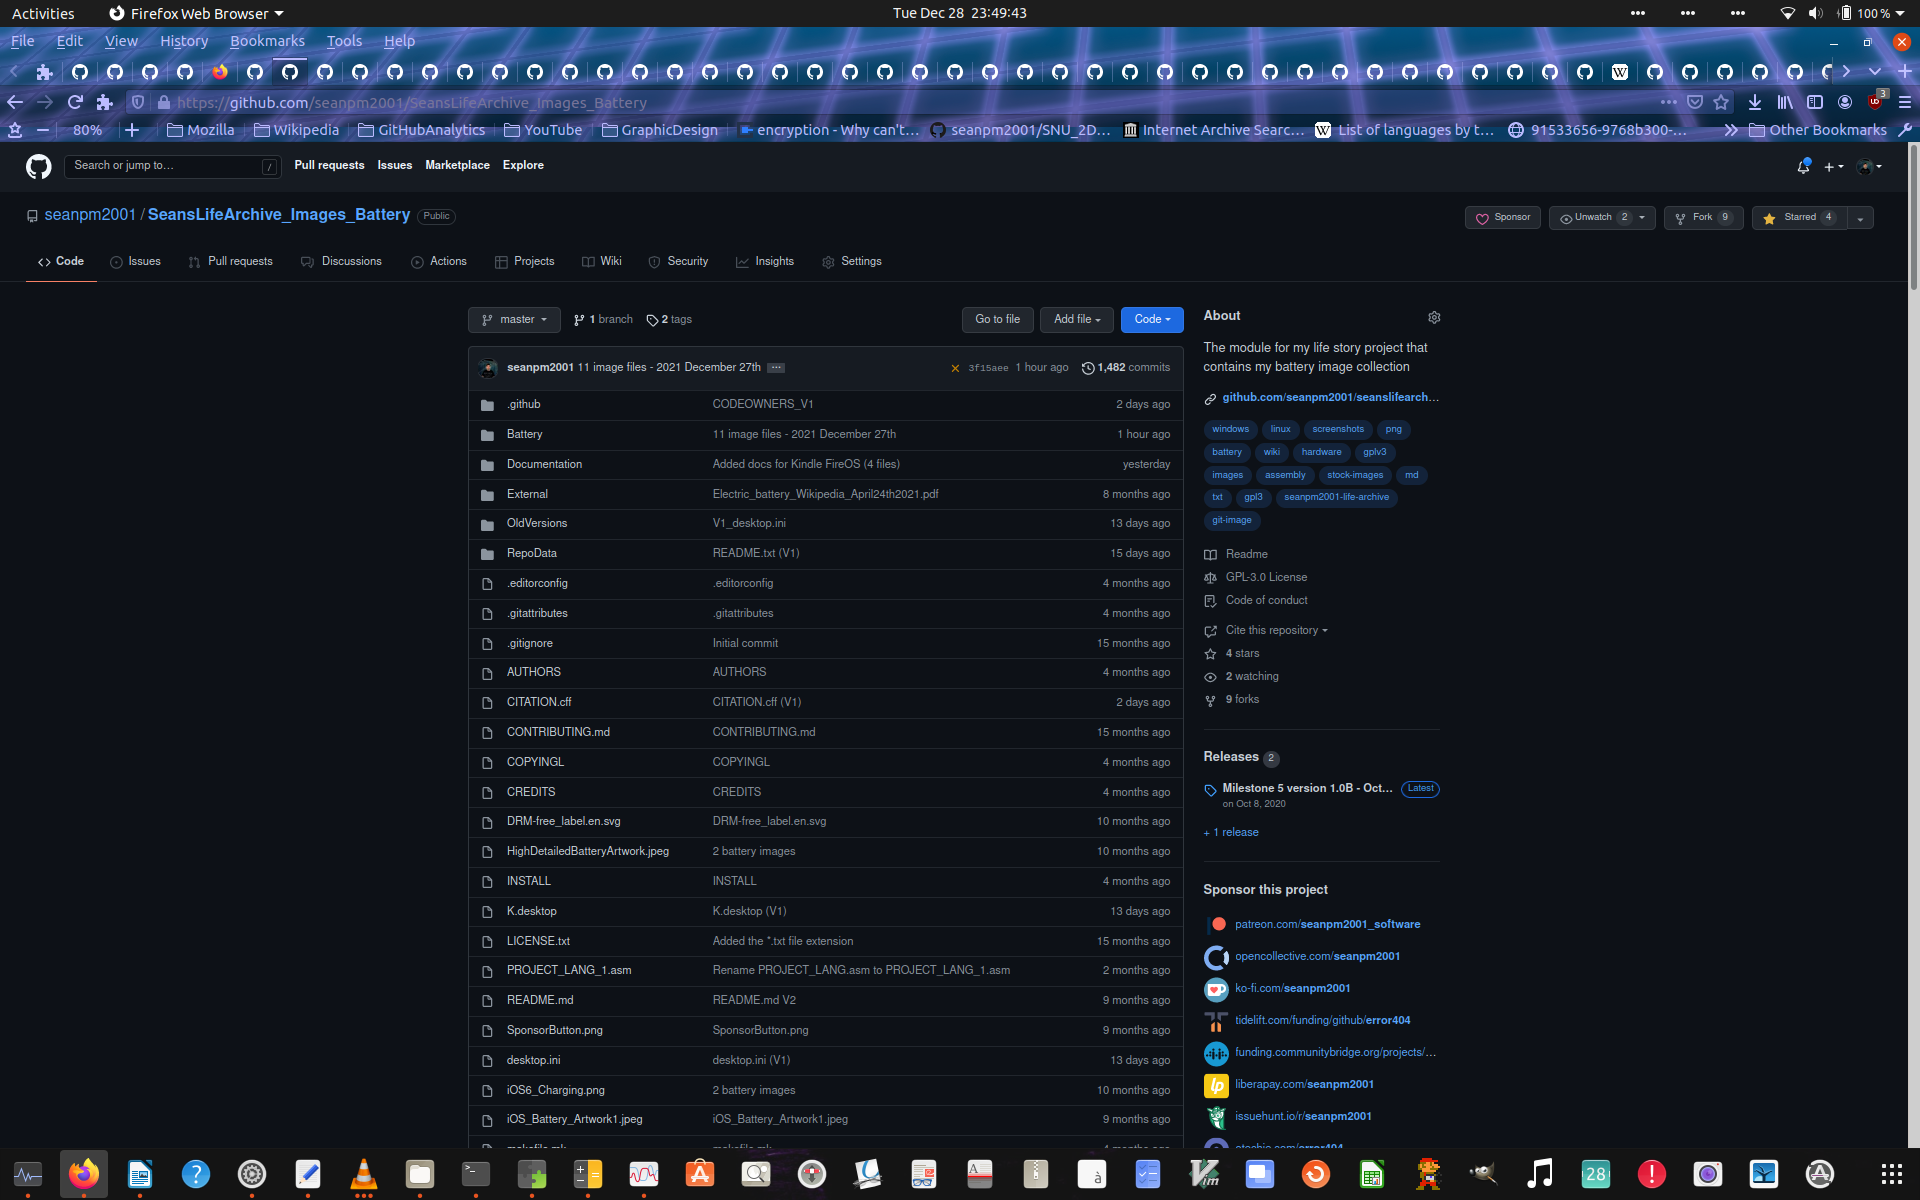 Activities Firefox Web Browser Tue Dec 28 23:49:43 100 %
File Edit View History Bookmarks Tools Help
https://github.com/seanpm2001/SeansLifeArchive_Images_Battery
80% Mozilla Wikipedia GitHubAnalytics YouTube GraphicDesign encryption - Why can't... seanpm2001/SNU_2D... Internet Archive Searc... List of languages by t... 91533656-9768b300-... Other Bookmarks
Search or jump to... / Pull requests Issues Marketplace Explore
seanpm2001 / SeansLifeArchive_Images_Battery Public Sponsor Unwatch 2 Fork 9 Starred 4
Code Issues Pull requests Discussions Actions Projects Wiki Security Insights Settings
master 1 branch 2 tags Go to file Add file Code
seanpm2001 11 image files - 2021 December 27th ... 3f15aee 1 hour ago 1,482 commits
.github CODEOWNERS_V1 2 days ago
Battery 11 image files - 2021 December 27th 1 hour ago
Documentation Added docs for Kindle FireOS (4 files) yesterday
External Electric_battery_Wikipedia_April24th2021.pdf 8 months ago
OldVersions V1_desktop.ini 13 days ago
RepoData README.txt (V1) 15 days ago
.editorconfig .editorconfig 4 months ago
.gitattributes .gitattributes 4 months ago
.gitignore Initial commit 15 months ago
AUTHORS AUTHORS 4 months ago
CITATION.cff CITATION.cff (V1) 2 days ago
CONTRIBUTING.md CONTRIBUTING.md 15 months ago
COPYINGL COPYINGL 4 months ago
CREDITS CREDITS 4 months ago
DRM-free_label.en.svg DRM-free_label.en.svg 10 months ago
HighDetailedBatteryArtwork.jpeg 2 battery images 10 months ago
INSTALL INSTALL 4 months ago
K.desktop K.desktop (V1) 13 days ago
LICENSE.txt Added the *.txt file extension 15 months ago
PROJECT_LANG_1.asm Rename PROJECT_LANG.asm to PROJECT_LANG_1.asm 2 months ago
README.md README.md V2 9 months ago
SponsorButton.png SponsorButton.png 9 months ago
desktop.ini desktop.ini (V1) 13 days ago
iOS6_Charging.png 2 battery images 10 months ago
iOS_Battery_Artwork1.jpeg iOS_Battery_Artwork1.jpeg 9 months ago
About
The module for my life story project that
contains my battery image collection
github.com/seanpm2001/seanslifearch...
windows linux screenshots png
battery wiki hardware gplv3
images assembly stock-images md
txt gpl3 seanpm2001-life-archive
git-image
Readme
GPL-3.0 License
Code of conduct
Cite this repository
4 stars
2 watching
9 forks
Releases 2
Milestone 5 version 1.0B - Oct... Latest
on Oct 8, 2020
+ 1 release
Sponsor this project
patreon.com/seanpm2001_software
opencollective.com/seanpm2001
ko-fi.com/seanpm2001
tidelift.com/funding/github/error404
funding.communitybridge.org/projects/...
liberapay.com/seanpm2001
issuehunt.io/r/seanpm2001
28